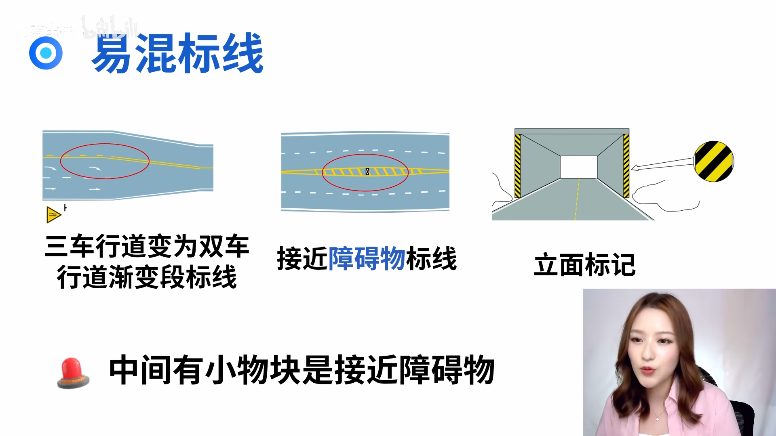 bilibili
易混标线
三车行道变为双车
行道渐变段标线
接近障碍物标线
立面标记
中间有小物块是接近障碍物